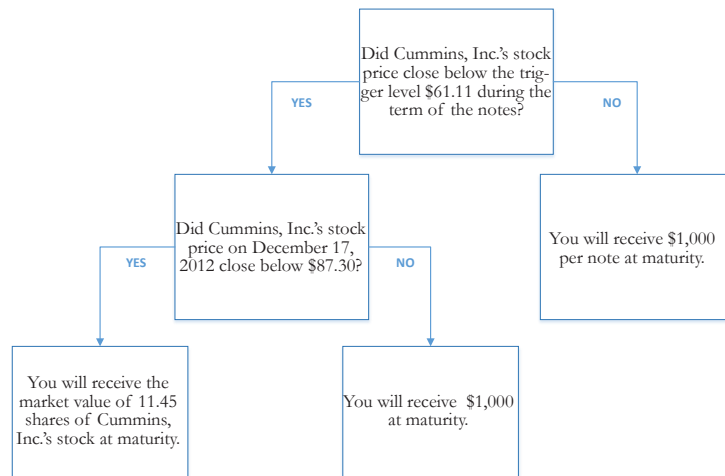 Did Cummins, Inc.'s stock
price close below the trig-
ger level $61.11 during the
term of the notes?
YES
NO
Did Cummins, Inc.'s stock
price on December 17,
2012 close below $87.30?
You will receive $1,000
per note at maturity.
YES
NO
You will receive the
market value of 11.45
shares of Cummins,
Inc.'s stock at maturity.
You will receive $1,000
at maturity.